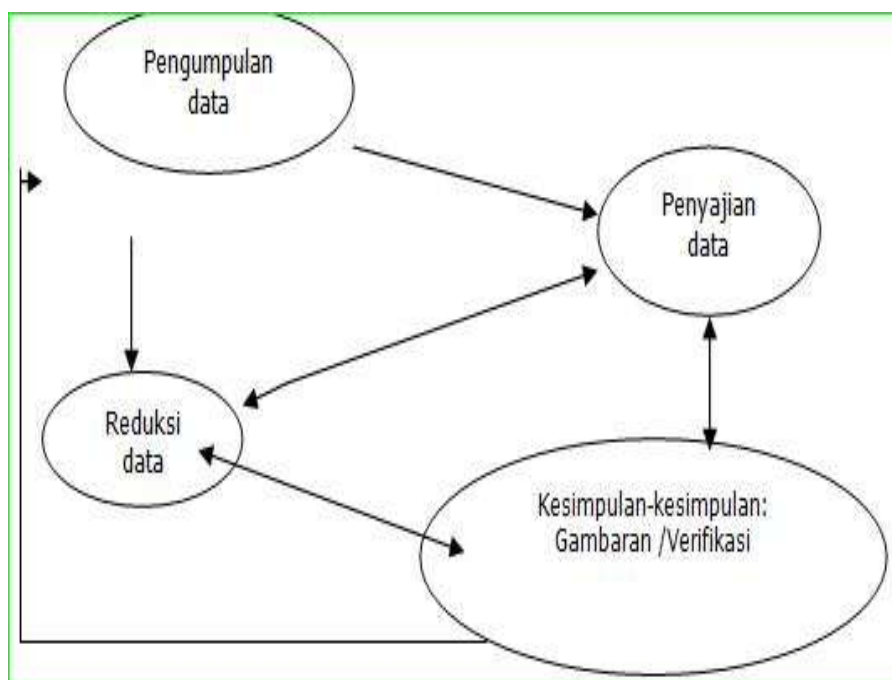 Pengumpulan
data
Penyajian
data
Reduksi
data
Kesimpulan-kesimpulan:
Gambaran /Verifikasi